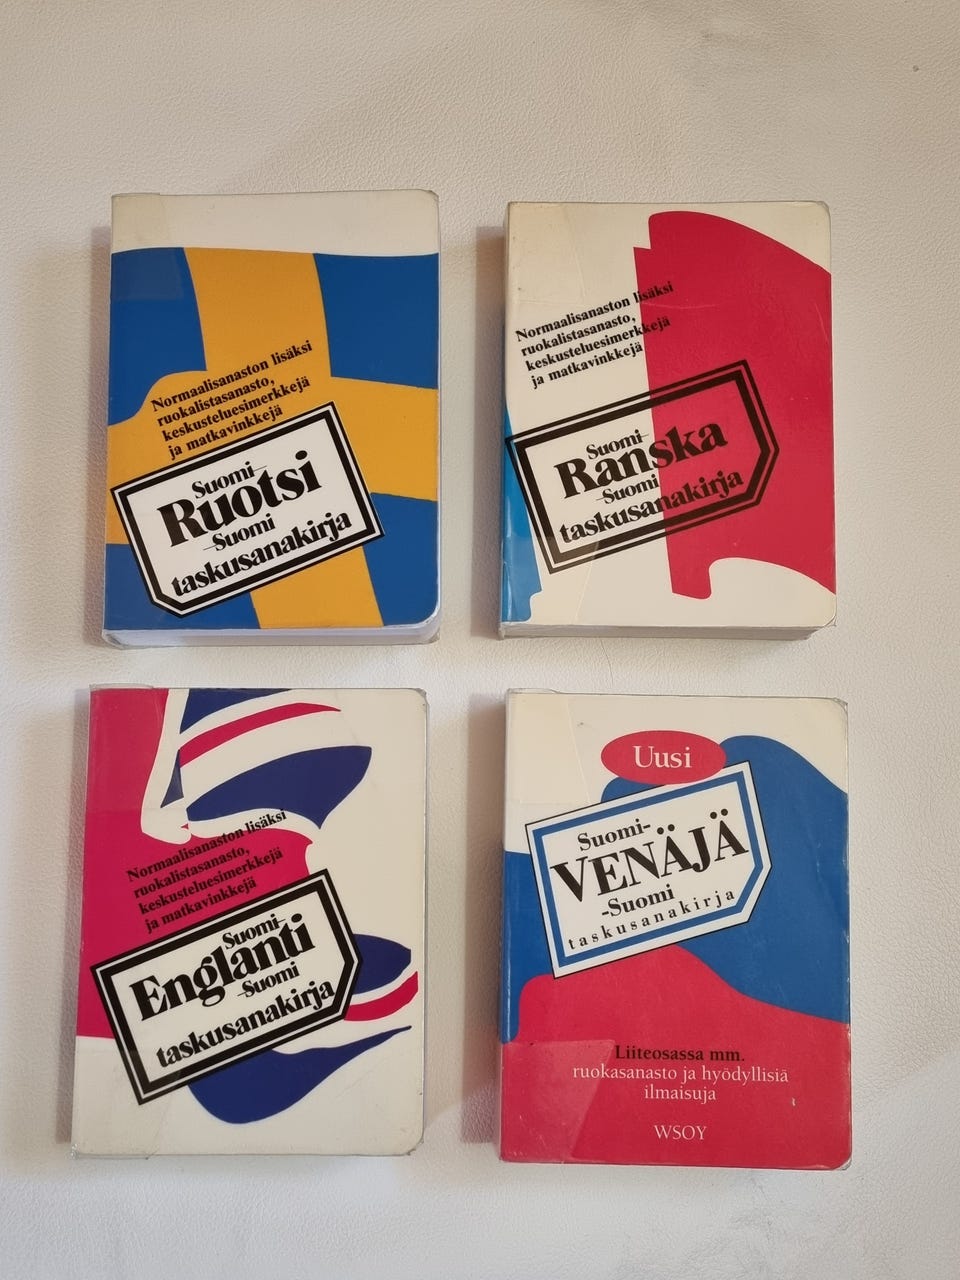 Normaalisanaston lisäksi
ruokalistasanasto,
keskusteluesimerkkejä
ja matkavinkkejä
Suomi-
Ruotsi
-Suomi
taskusanakirja
Normaalisanaston lisäksi
ruokalistasanasto,
keskusteluesimerkkejä
ja matkavinkkejä
Suomi-
Ranska
-Suomi
taskusanakirja
Normaalisanaston lisäksi
ruokalistasanasto,
keskusteluesimerkkejä
ja matkavinkkejä
Suomi-
Englanti
-Suomi
taskusanakirja
Uusi
Suomi-
VENÄJÄ
-Suomi
taskusanakirja
Liiteosassa mm.
ruokasanasto ja hyödyllisiä
ilmaisuja
WSOY